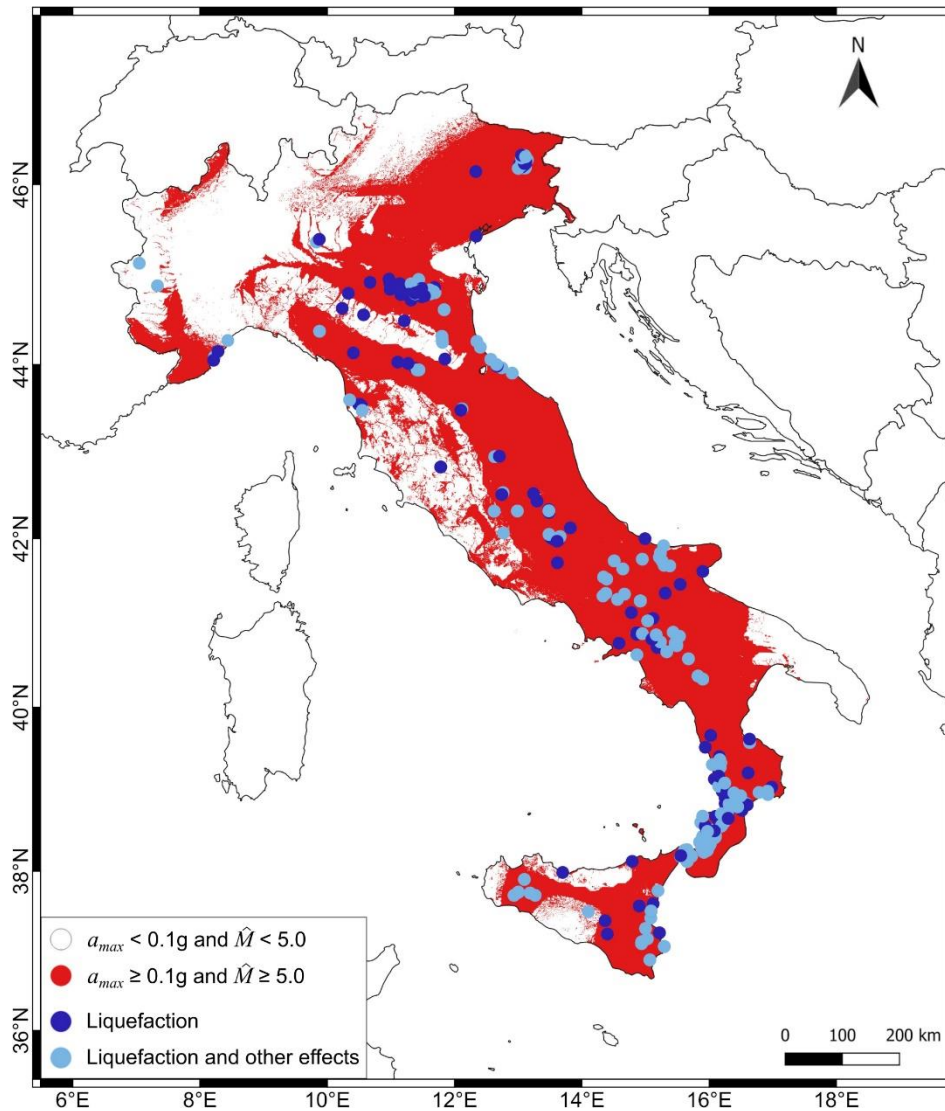 N
46°N
44°N
42°N
40°N
38°N
36°N
a_max < 0.1g and M̂ < 5.0
a_max ≥ 0.1g and M̂ ≥ 5.0
Liquefaction
Liquefaction and other effects
0 100 200 km
6°E 8°E 10°E 12°E 14°E 16°E 18°E